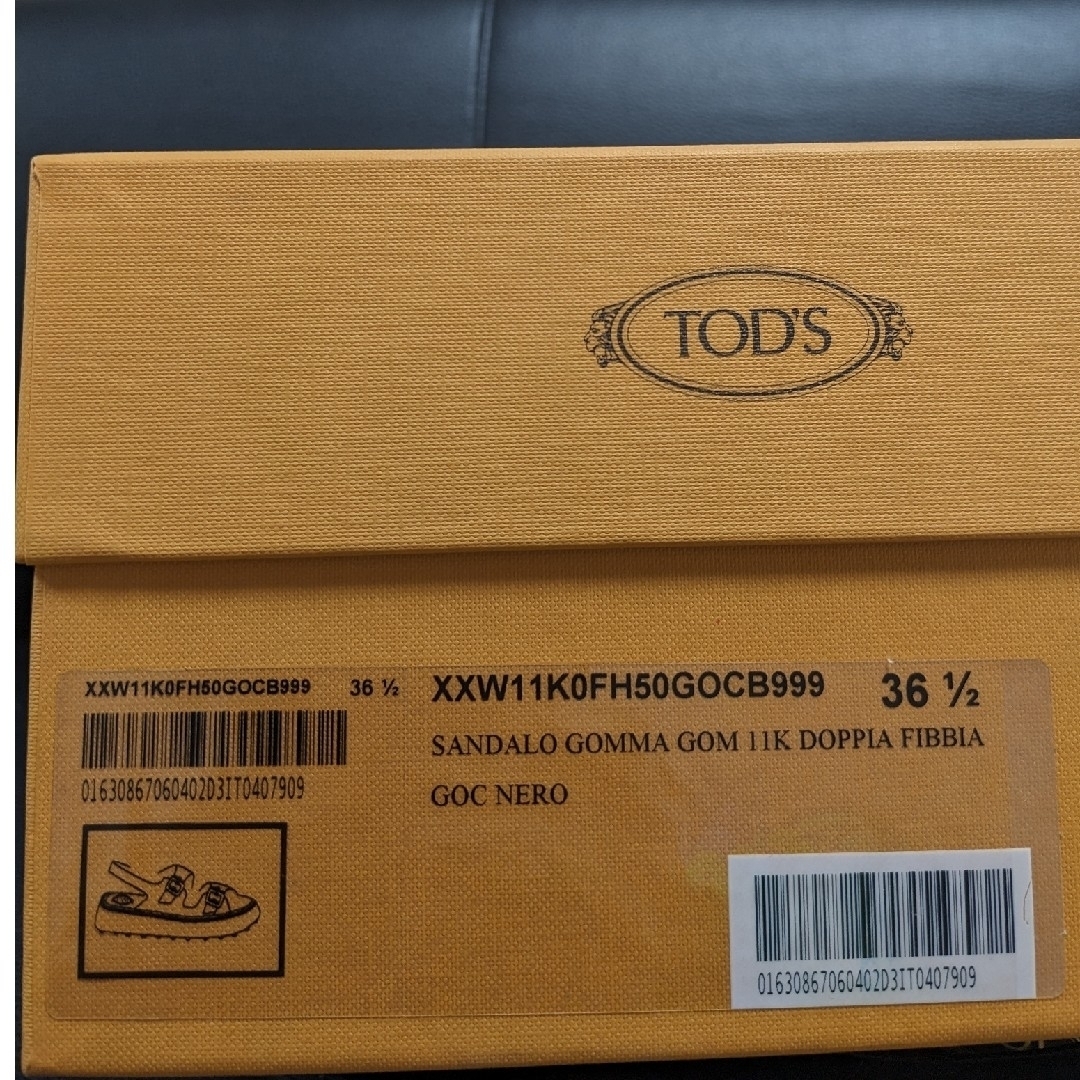 TOD'S
XXW11K0FH50GOCB999 36 ½
01630867060402D3IT0407909
XXW11K0FH50GOCB999 36 ½
SANDALO GOMMA GOM 11K DOPPIA FIBBIA
GOC NERO
01630867060402D3IT0407909